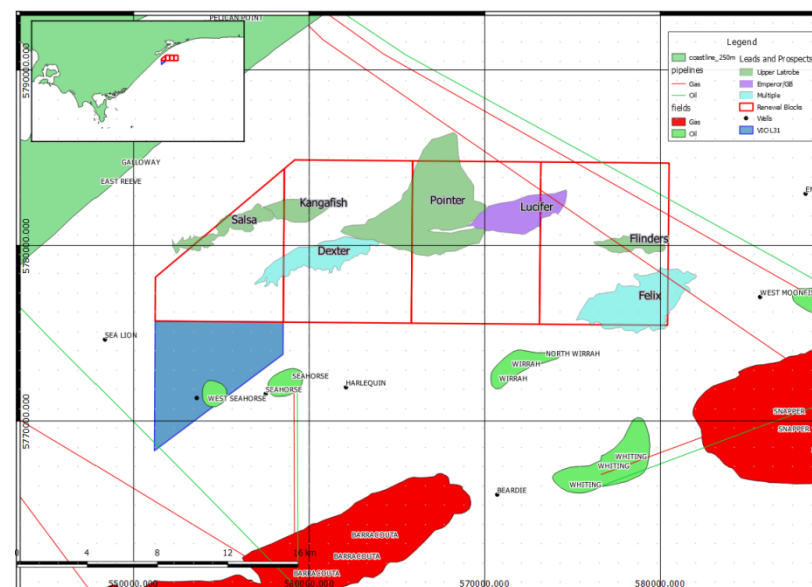 PELICAN POINT
5790000.000
Legend
coastline_250m
pipelines
Gas
Oil
fields
Gas
Oil
Leads and Prospects
Upper Latrobe
Emperor/GB
Multiple
Renewal Blocks
Wells
VIC-L31
GALLOWAY
EAST REEVE
Salsa
Kangafish
Pointer
Lucifer
Flinders
Dexter
Felix
5780000.000
SEA LION
WEST SEAHORSE
SEAHORSE
SEAHORSE
HARLEQUIN
NORTH WIRRAH
WIRRAH
WIRRAH
5770000.000
SNAPPER
SNAPPER
WHITING
WHITING
WHITING
BEARDIE
BARRACOUTA
BARRACOUTA
BARRACOUTA
0 4 8 12 16 km
550000.000
570000.000
580000.000